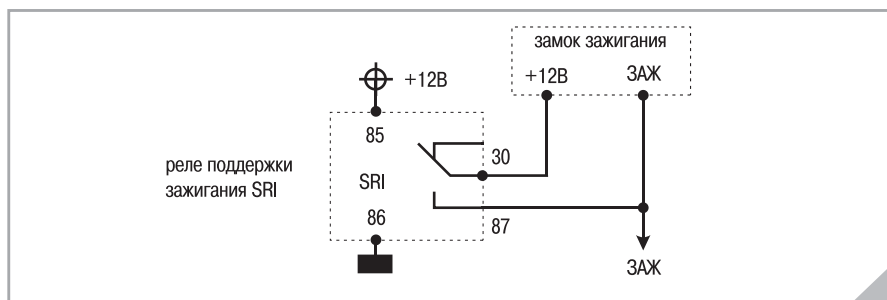 замок зажигания
+12В ЗАЖ
+12В
85
30
реле поддержки
зажигания SRI
SRI
86
87
ЗАЖ